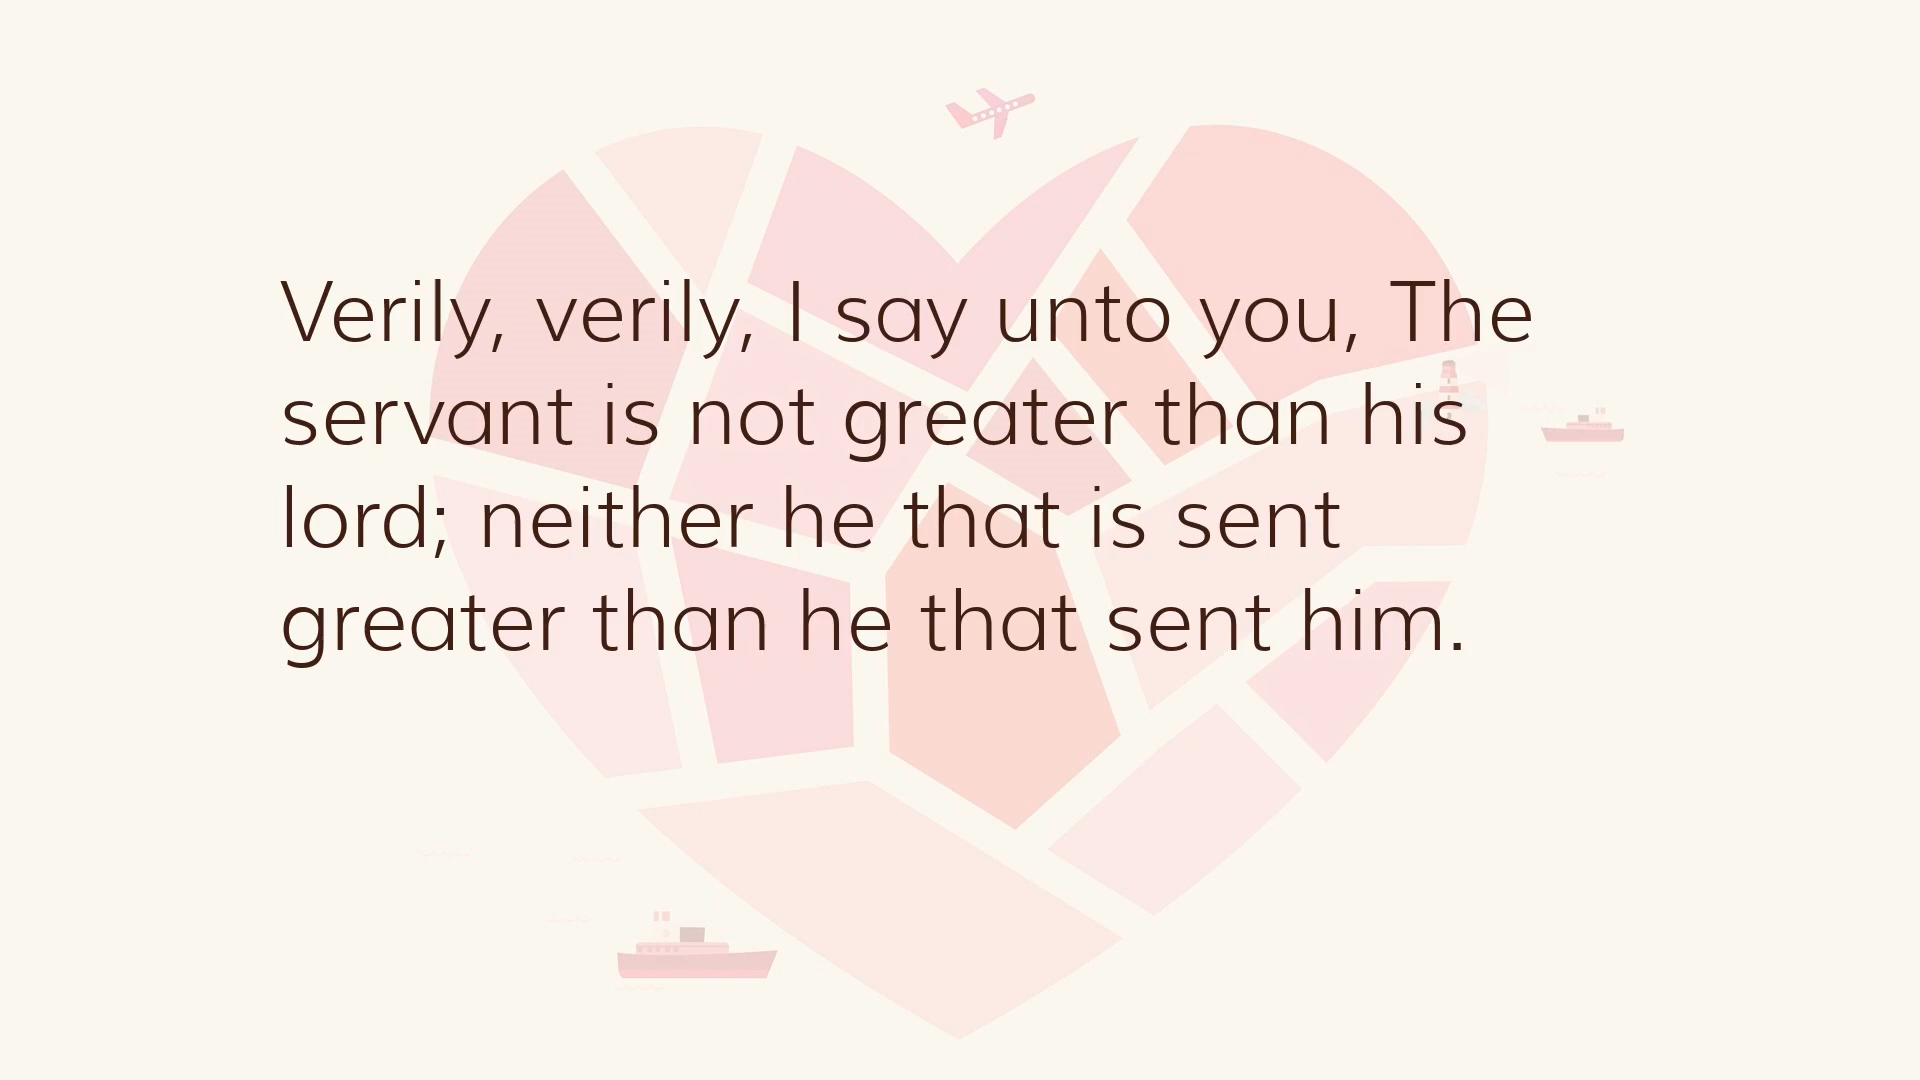 Verily, verily, I say unto you, The
servant is not greater than his
lord; neither he that is sent
greater than he that sent him.